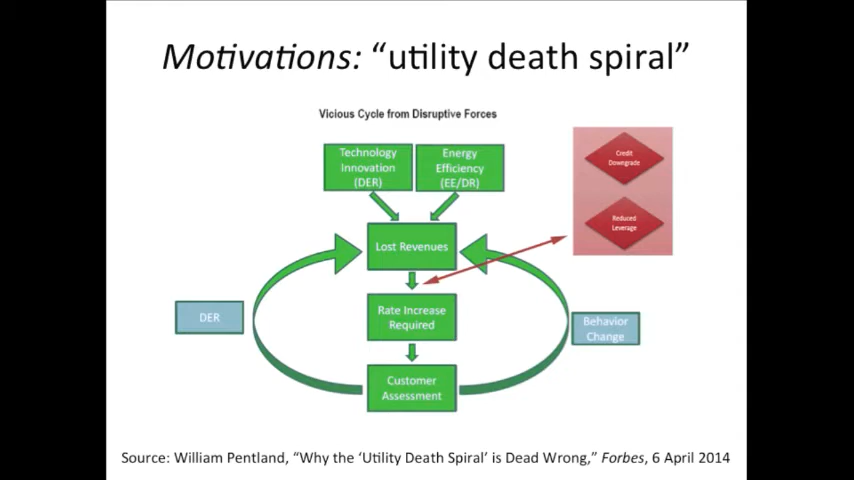 Motivations: “utility death spiral”
Vicious Cycle from Disruptive Forces
Technology
Innovation
(DER)
Energy
Efficiency
(EE/DR)
Credit
Downgrade
Reduced
Leverage
Lost Revenues
DER
Rate Increase
Required
Behavior
Change
Customer
Assessment
Source: William Pentland, “Why the ‘Utility Death Spiral’ is Dead Wrong,” Forbes, 6 April 2014